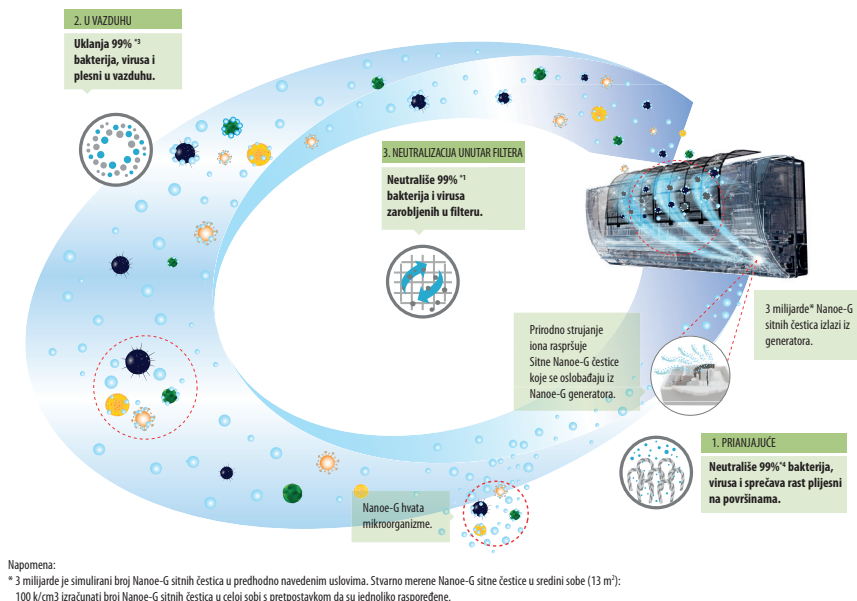 2. U VAZDUHU
Uklanja 99% *3
bakterija, virusa i
plesni u vazduhu.
3. NEUTRALIZACIJA UNUTAR FILTERA
Neutrališe 99% *1
bakterija i virusa
zarobljenih u filteru.
3 milijarde* Nanoe-G
sitnih čestica izlazi iz
generatora.
Prirodno strujanje
iona raspršuje
Sitne Nanoe-G čestice
koje se oslobađaju iz
Nanoe-G generatora.
1. PRIANJAJUĆE
Neutrališe 99%*4 bakterija,
virusa i sprečava rast plijesni
na površinama.
Nanoe-G hvata
mikroorganizme.
Napomena:
* 3 milijarde je simulirani broj Nanoe-G sitnih čestica u predhodno navedenim uslovima. Stvarno merene Nanoe-G sitne čestice u sredini sobe (13 m²):
100 k/cm3 izračunati broj Nanoe-G sitnih čestica u celoj sobi s pretpostavkom da su jednoliko raspoređene.